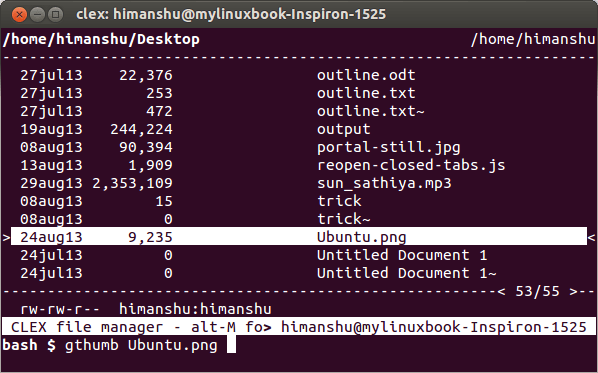 clex: himanshu@mylinuxbook-Inspiron-1525
/home/himanshu/Desktop /home/himanshu
------------------------------------------------------------------
27jul13 22,376 outline.odt
27jul13 253 outline.txt
27jul13 472 outline.txt~
19aug13 244,224 output
08aug13 90,394 portal-still.jpg
13aug13 1,909 reopen-closed-tabs.js
29aug13 2,353,109 sun_sathiya.mp3
08aug13 15 trick
08aug13 0 trick~
> 24aug13 9,235 Ubuntu.png <
24jul13 0 Untitled Document 1
24jul13 0 Untitled Document 1~
-------------------------------------------------------< 53/55 >--
rw-rw-r-- himanshu:himanshu
CLEX file manager - alt-M fo> himanshu@mylinuxbook-Inspiron-1525
bash $ gthumb Ubuntu.png